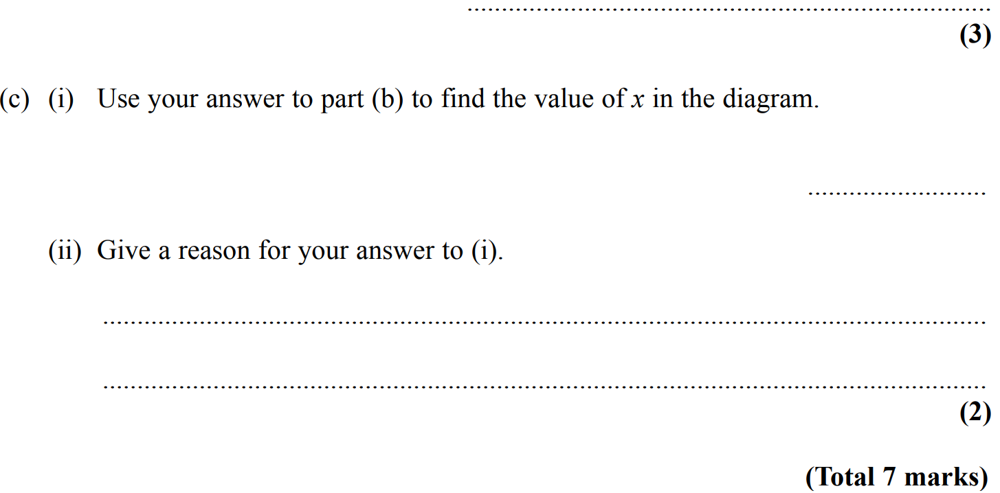 (3)
(c) (i) Use your answer to part (b) to find the value of x in the diagram.
(ii) Give a reason for your answer to (i).
(2)
(Total 7 marks)